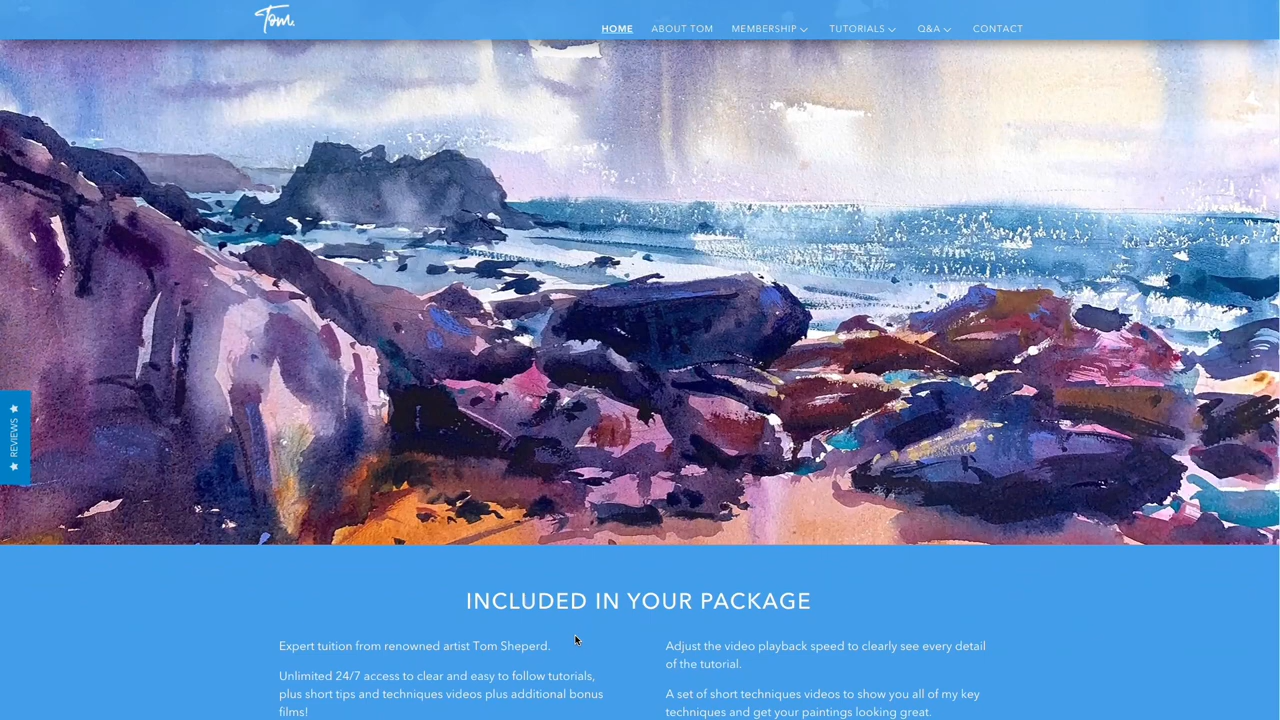 Tom.
HOME ABOUT TOM MEMBERSHIP TUTORIALS Q&A CONTACT
REVIEWS
INCLUDED IN YOUR PACKAGE
Expert tuition from renowned artist Tom Sheperd.
Unlimited 24/7 access to clear and easy to follow tutorials,
plus short tips and techniques videos plus additional bonus
films!
Adjust the video playback speed to clearly see every detail
of the tutorial.
A set of short techniques videos to show you all of my key
techniques and get your paintings looking great.